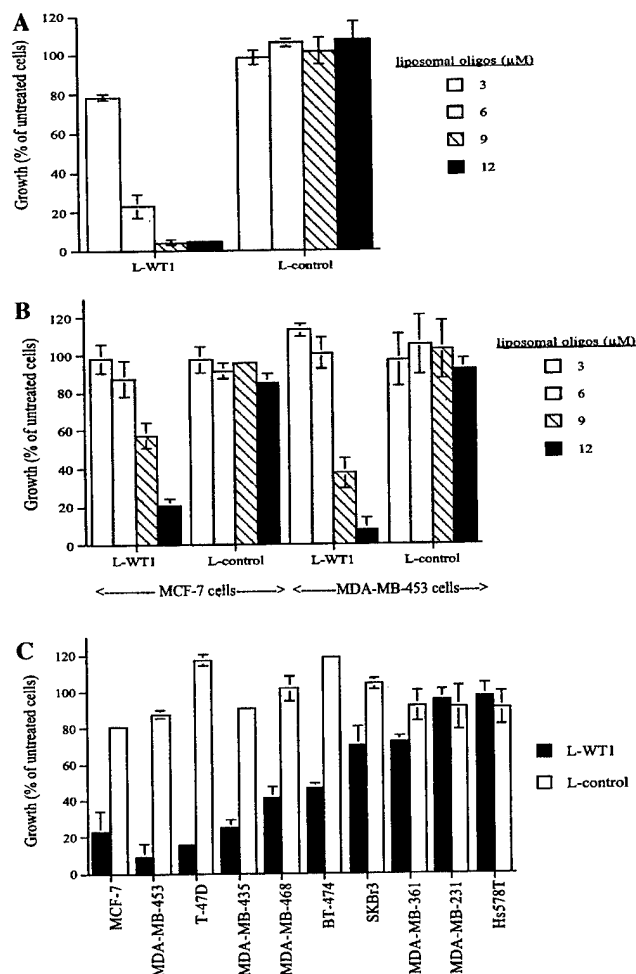 A
Growth (% of untreated cells)
120
100
80
60
40
20
0
L-WT1
L-control
liposomal oligos (µM)
3
6
9
12
B
Growth (% of untreated cells)
120
100
80
60
40
20
0
L-WT1
L-control
L-WT1
L-control
<---------- MCF-7 cells------> <------MDA-MB-453 cells---->
liposomal oligos (µM)
3
6
9
12
C
Growth (% of untreated cells)
120
100
80
60
40
20
0
MCF-7
MDA-MB-453
T-47D
MDA-MB-435
MDA-MB-468
BT-474
SKBr3
MDA-MB-361
MDA-MB-231
Hs578T
L-WT1
L-control